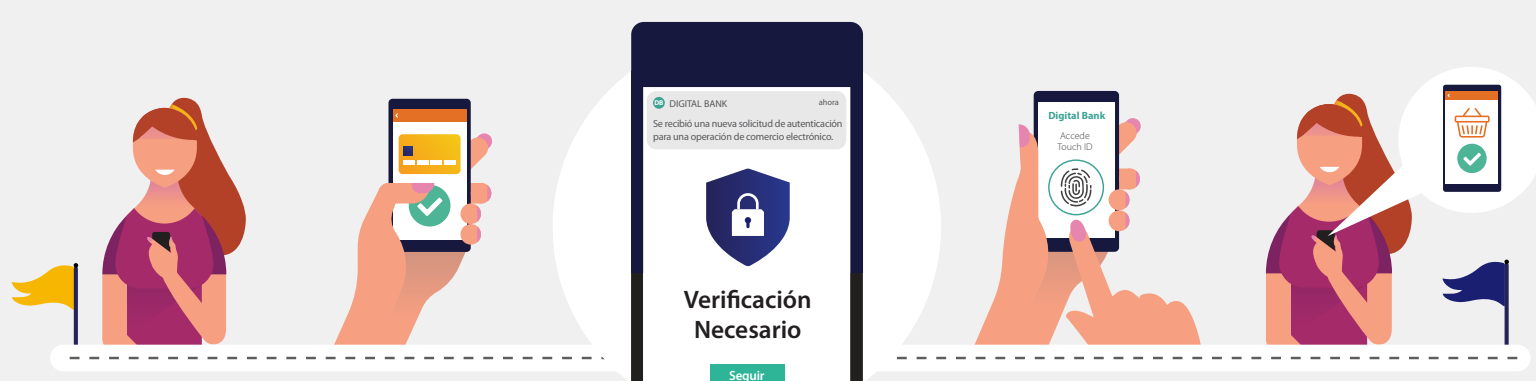 DB DIGITAL BANK ahora
Se recibió una nueva solicitud de autenticación
para una operación de comercio electrónico.
Verificación
Necesario
Seguir
Digital Bank
Accede
Touch ID